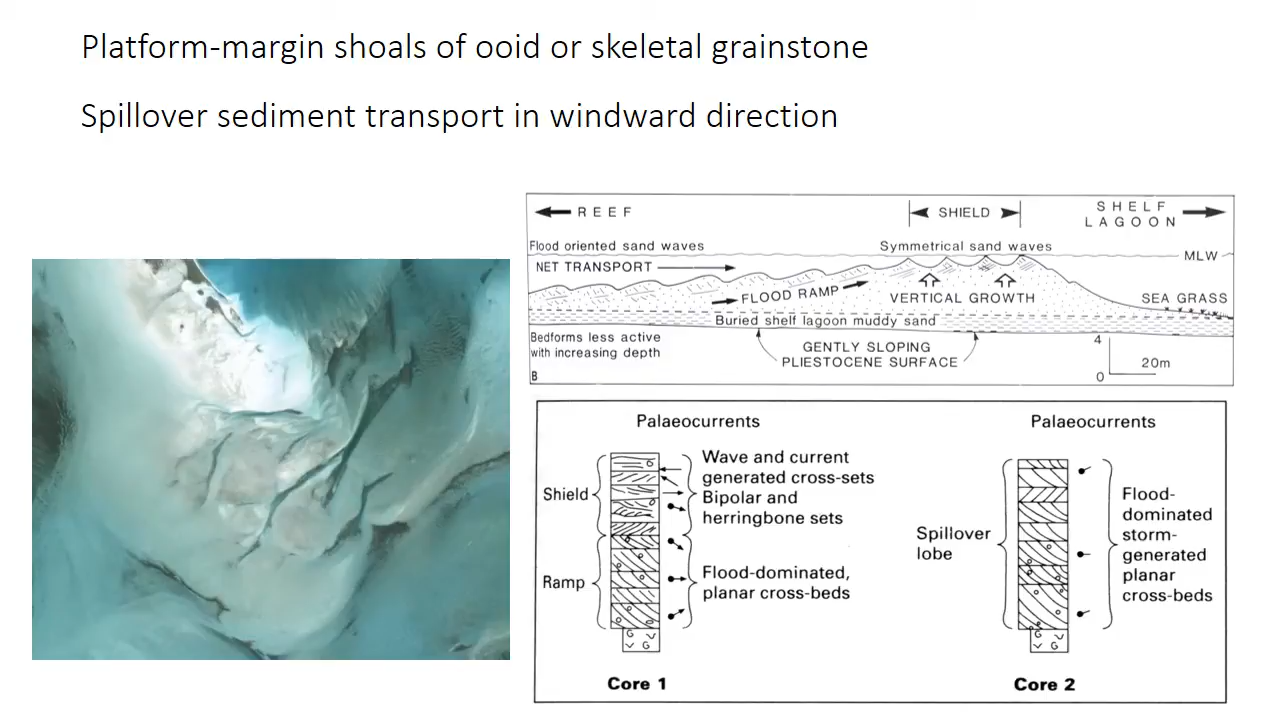 Platform-margin shoals of ooid or skeletal grainstone
Spillover sediment transport in windward direction
REEF
SHIELD
SHELF
LAGOON
Flood oriented sand waves
Symmetrical sand waves
MLW
NET TRANSPORT
FLOOD RAMP
VERTICAL GROWTH
SEA GRASS
Buried shelf lagoon muddy sand
Bedforms less active
with increasing depth
GENTLY SLOPING
PLIESTOCENE SURFACE
4
20m
0
B
Palaeocurrents
Shield
Wave and current
generated cross-sets
Bipolar and
herringbone sets
Ramp
Flood-dominated,
planar cross-beds
G V
V G
Core 1
Palaeocurrents
Spillover
lobe
Flood-
dominated
storm-
generated
planar
cross-beds
G V
V G
Core 2